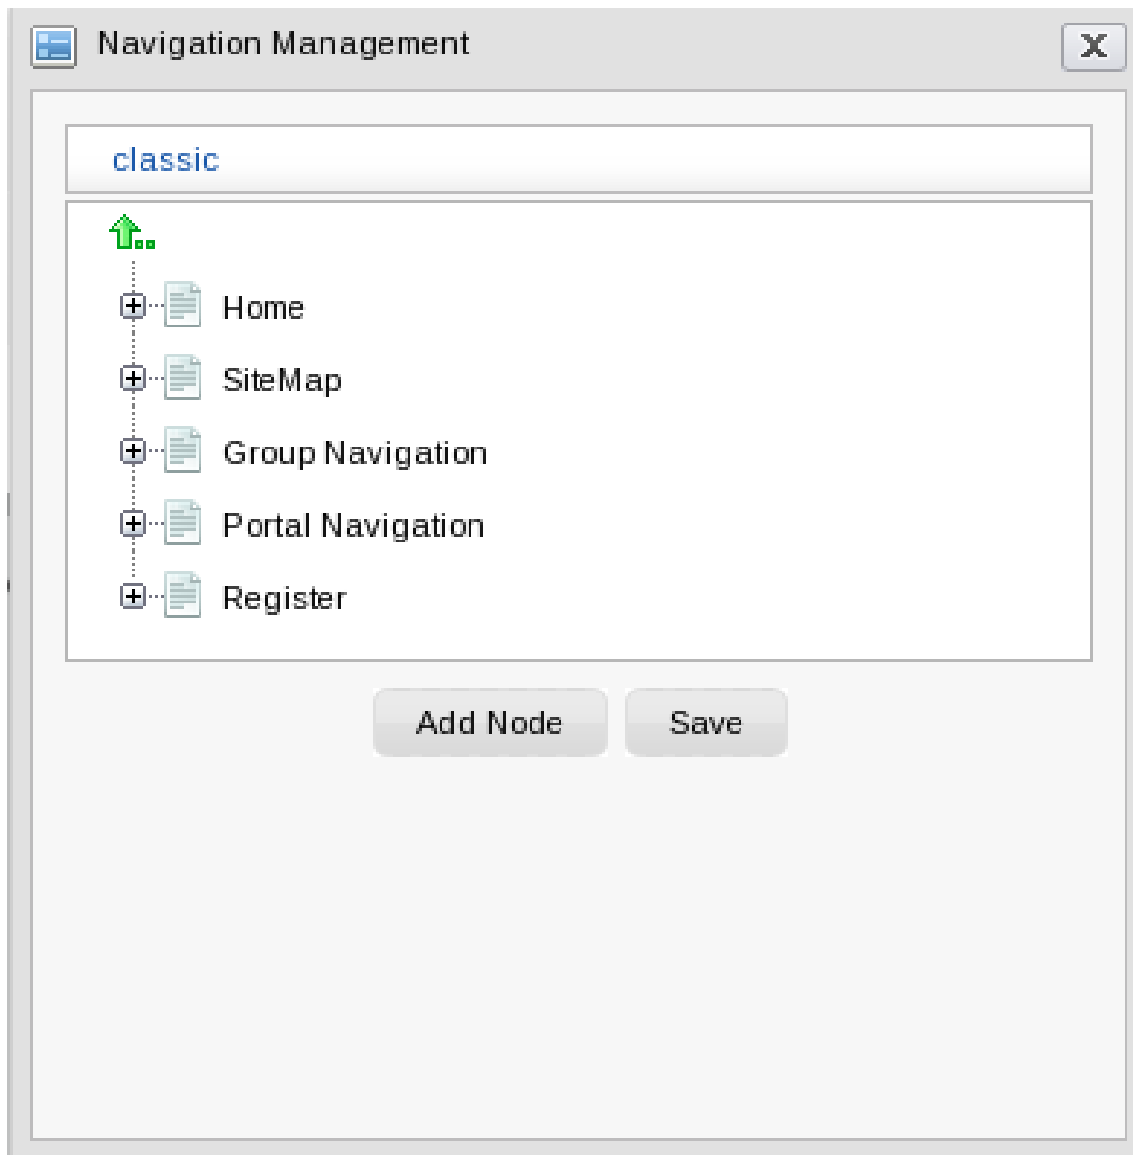 Navigation Management
X
classic
Home
SiteMap
Group Navigation
Portal Navigation
Register
Add Node Save